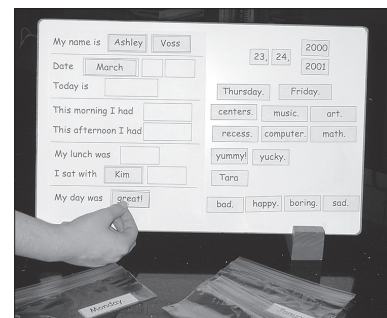 My name is Ashley Voss
Date March
Today is
This morning I had
This afternoon I had
My lunch was
I sat with Kim
My day was great!
2000
23, 24,
2001
Thursday. Friday.
centers. music. art.
recess. computer. math.
yummy! yucky.
Tara
bad. happy. boring. sad.
Monday